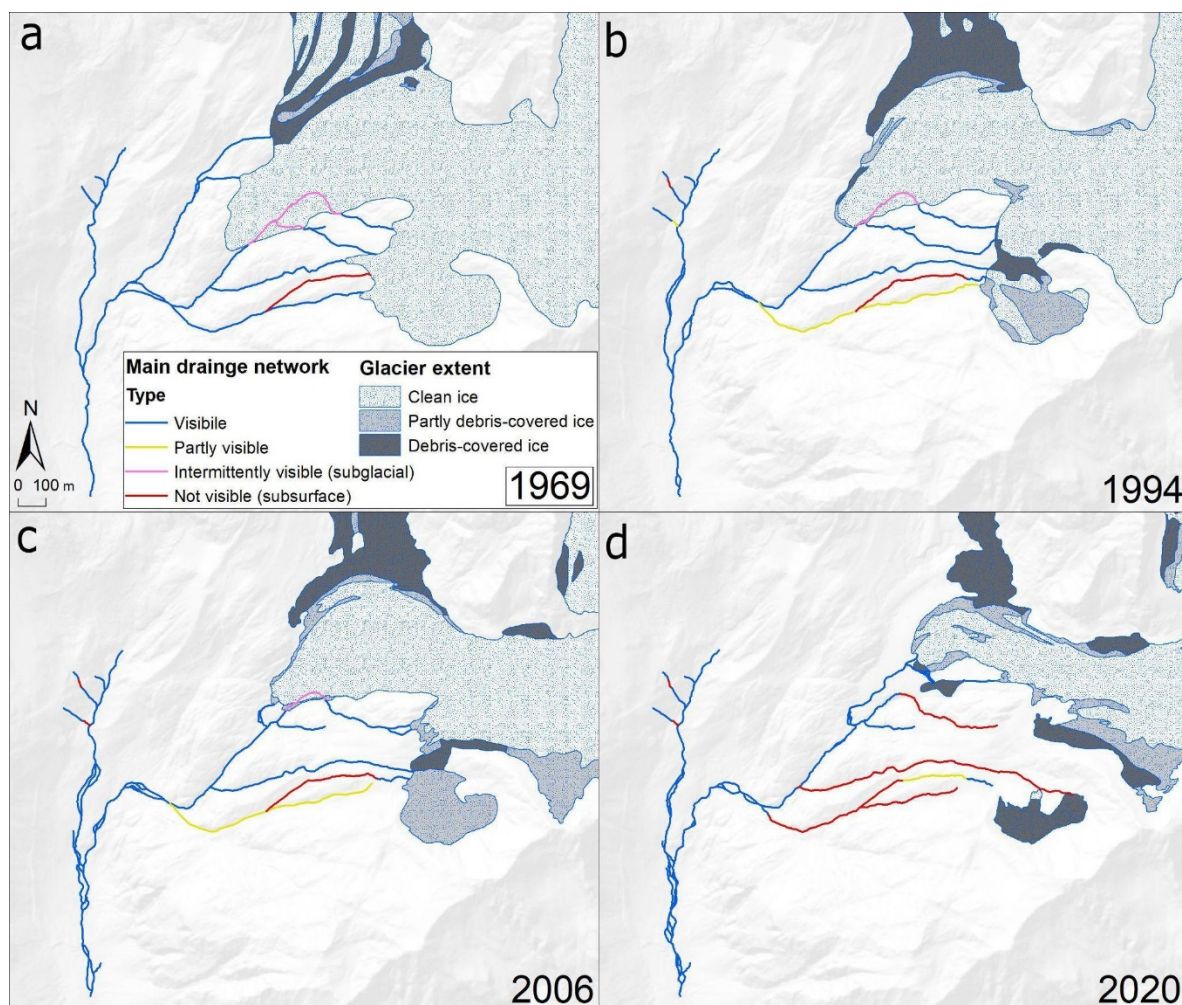 a
b
Main drainge network
Type
Visibile
Partly visible
Intermittently visible (subglacial)
Not visible (subsurface)
Glacier extent
Clean ice
Partly debris-covered ice
Debris-covered ice
N
0 100 m
1969
1994
c
d
2006
2020